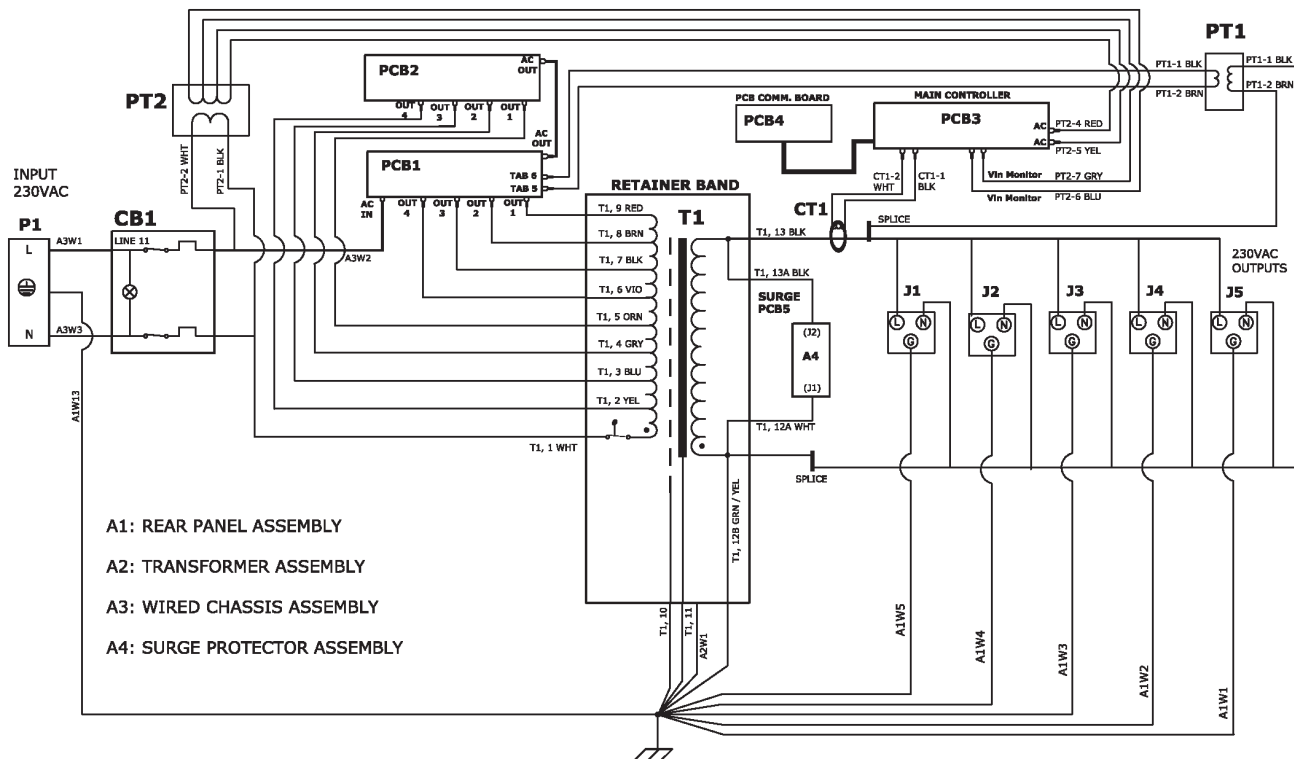 PT1
PT1-1 BLK
PT1-1 BLK
PT1-2 BRN
PT1-2 BRN
PT2
PT2-2 WHT
PT2-1 BLK
PCB2
AC
OUT
OUT
4
OUT
3
OUT
2
OUT
1
AC
OUT
PCB1
TAB 6
TAB 5
AC
IN
OUT
4
OUT
3
OUT
2
OUT
1
PCB COMM. BOARD
PCB4
MAIN CONTROLLER
PCB3
AC
AC
PT2-4 RED
PT2-5 YEL
Vin Monitor
PT2-7 GRY
Vin Monitor
PT2-6 BLU
CT1-2
WHT
CT1-1
BLK
CT1
SPLICE
INPUT
230VAC
P1
L
N
A3W1
A3W3
CB1
LINE 11
A3W2
A1W13
RETAINER BAND
T1
T1, 9 RED
T1, 8 BRN
T1, 7 BLK
T1, 6 VIO
T1, 5 ORN
T1, 4 GRY
T1, 3 BLU
T1, 2 YEL
T1, 1 WHT
T1, 13 BLK
T1, 13A BLK
SURGE
PCB5
(J2)
A4
(J1)
T1, 12A WHT
SPLICE
T1, 12B GRN / YEL
T1, 10
T1, 11
A2W1
230VAC
OUTPUTS
J1
L
N
G
J2
L
N
G
J3
L
N
G
J4
L
N
G
J5
L
N
G
A1W5
A1W4
A1W3
A1W2
A1W1
A1: REAR PANEL ASSEMBLY
A2: TRANSFORMER ASSEMBLY
A3: WIRED CHASSIS ASSEMBLY
A4: SURGE PROTECTOR ASSEMBLY